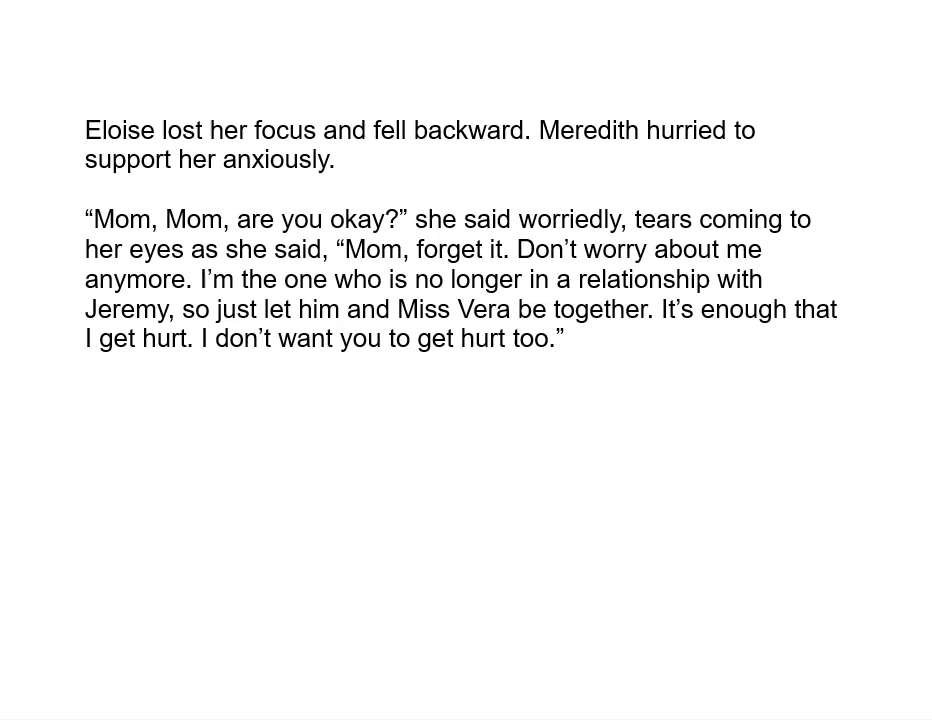 Eloise lost her focus and fell backward. Meredith hurried to
support her anxiously.
“Mom, Mom, are you okay?” she said worriedly, tears coming to
her eyes as she said, “Mom, forget it. Don’t worry about me
anymore. I’m the one who is no longer in a relationship with
Jeremy, so just let him and Miss Vera be together. It’s enough that
I get hurt. I don’t want you to get hurt too.”